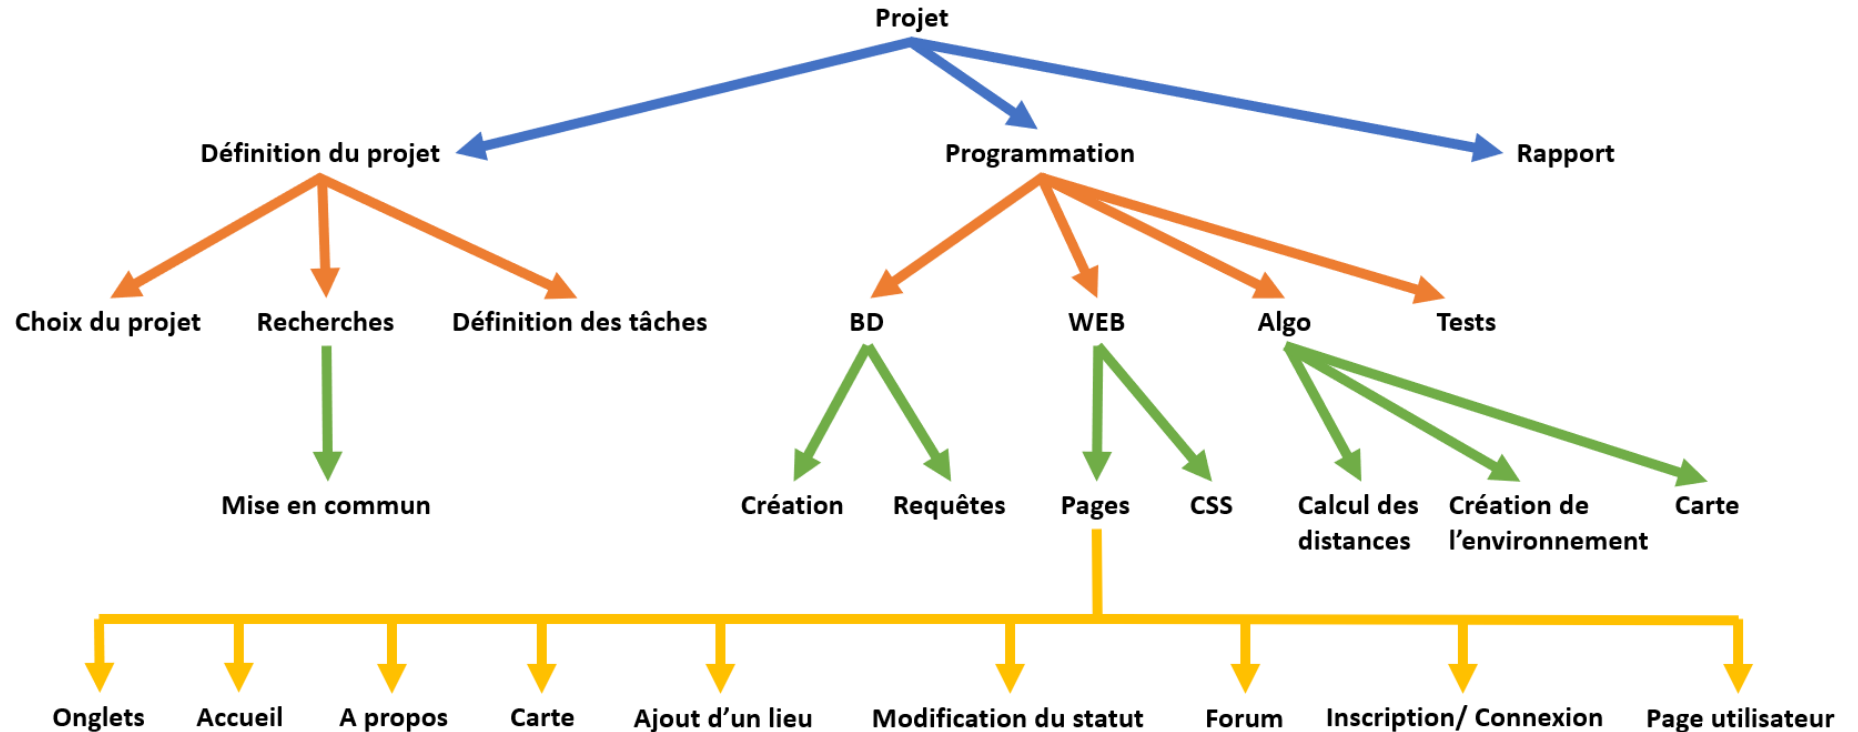 Projet
Définition du projet
Programmation
Rapport
Choix du projet
Recherches
Définition des tâches
BD
WEB
Algo
Tests
Mise en commun
Création
Requêtes
Pages
CSS
Calcul des
distances
Création de
l’environnement
Carte
Onglets
Accueil
A propos
Carte
Ajout d’un lieu
Modification du statut
Forum
Inscription/ Connexion
Page utilisateur